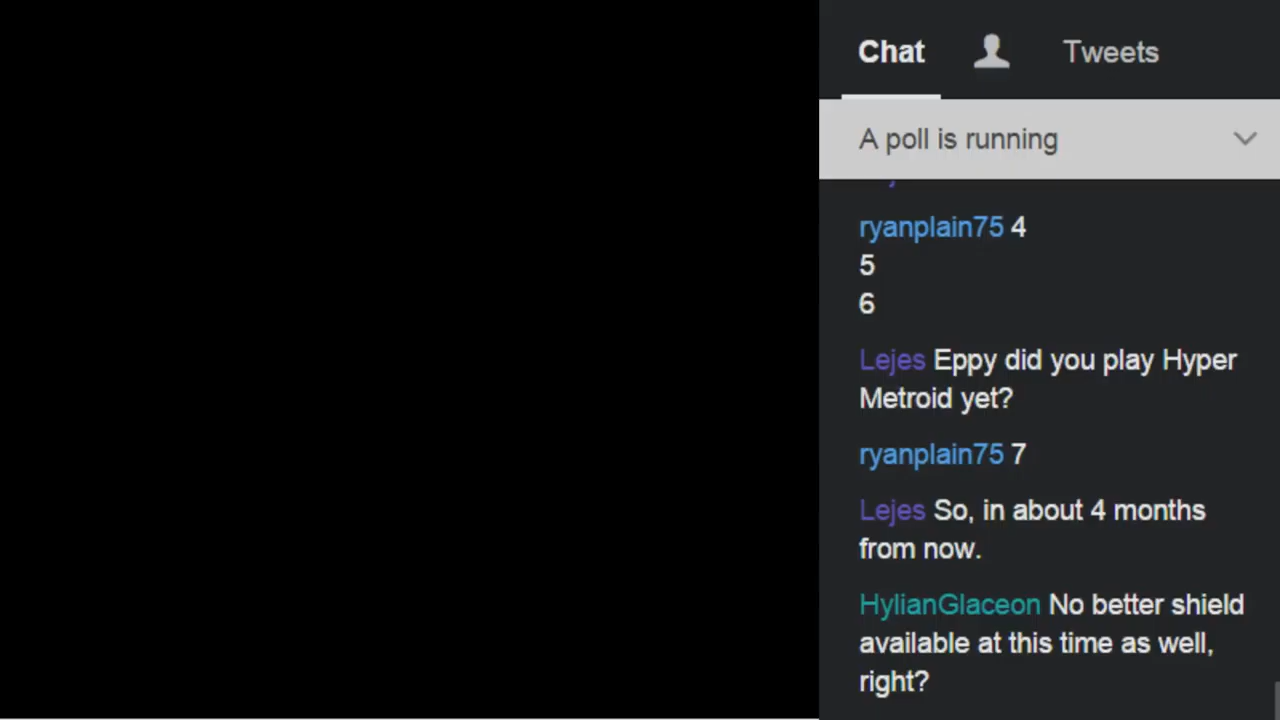 Chat Tweets
A poll is running
ryanplain75 4
5
6
Lejes Eppy did you play Hyper
Metroid yet?
ryanplain75 7
Lejes So, in about 4 months
from now.
HylianGlaceon No better shield
available at this time as well,
right?